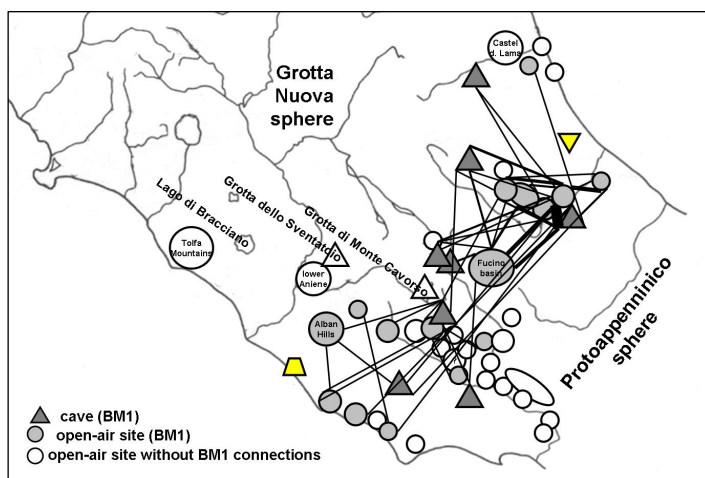 Castel
d. Lama
Grotta
Nuova
sphere
Lago di Bracciano
Grotta dello Sventatoio
Grotta di Monte Cavorso
Tolfa
Mountains
lower
Aniene
Fucino
basin
Alban
Hills
Protoappenninico
sphere
cave (BM1)
open-air site (BM1)
open-air site without BM1 connections